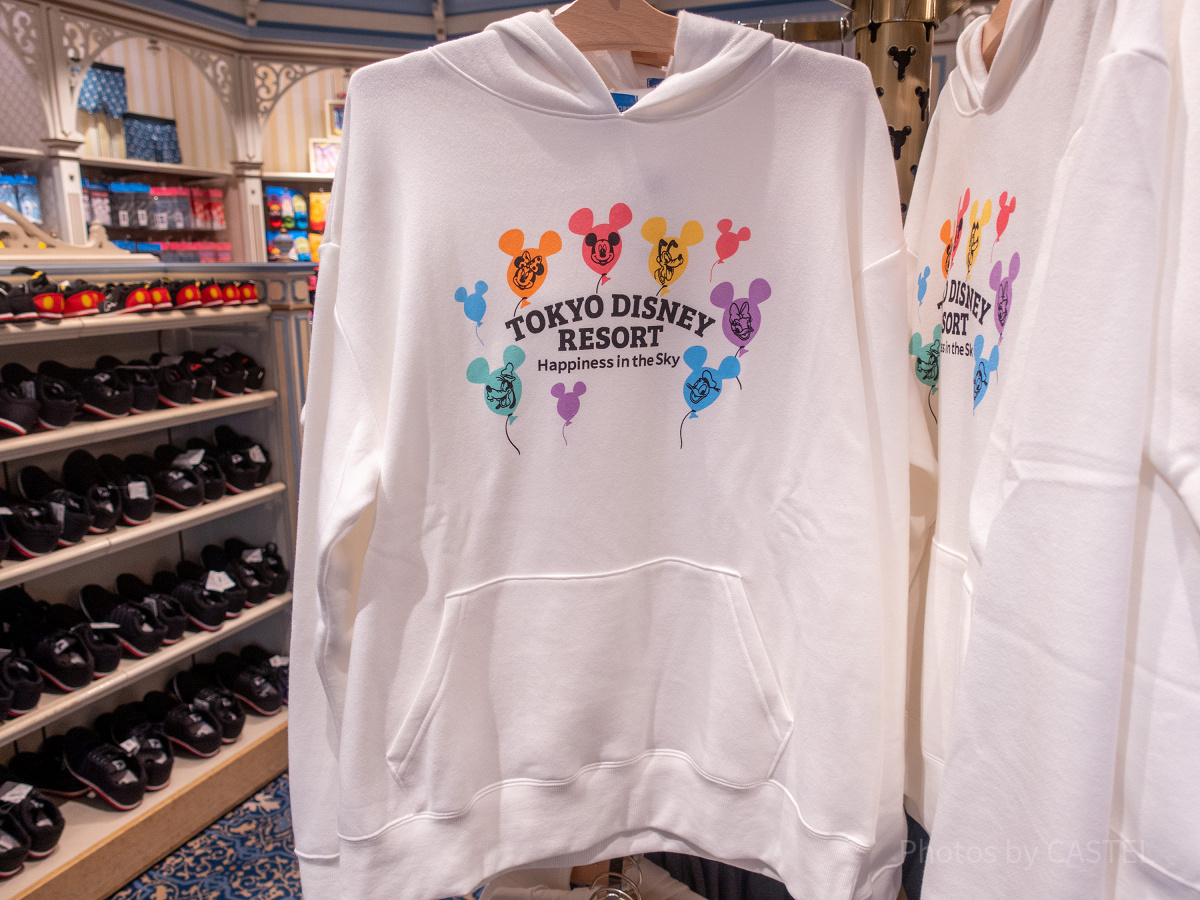 TOKYO DISNEY
RESORT
Happiness in the Sky
Photos by CASTEL